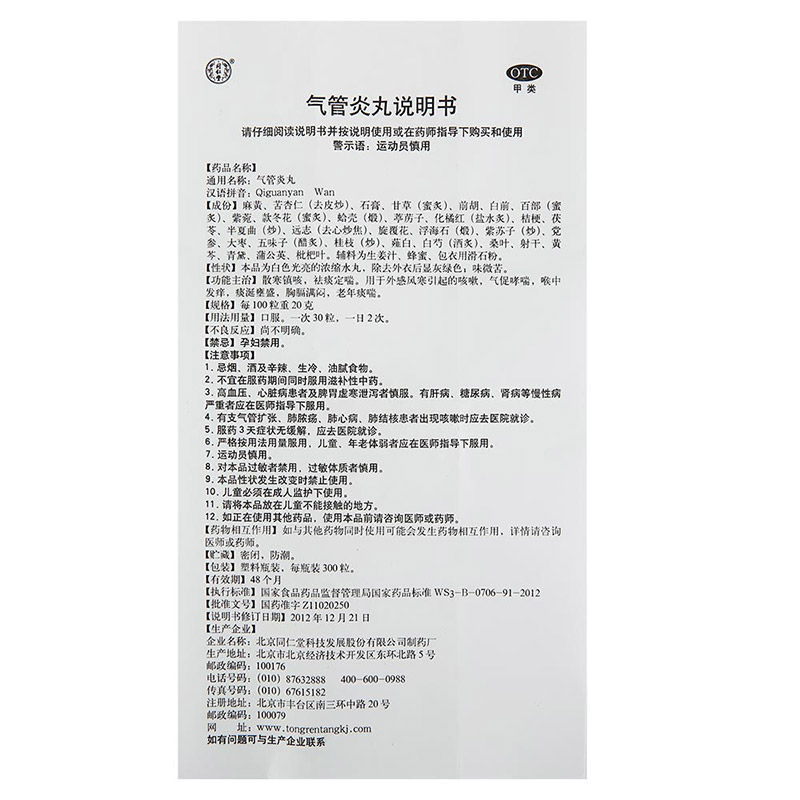 同仁堂
®
OTC
甲类
气管炎丸说明书
请仔细阅读说明书并按说明使用或在药师指导下购买和使用
警示语：运动员慎用
【药品名称】
通用名称：气管炎丸
汉语拼音：Qiguanyan Wan
【成份】麻黄、苦杏仁（去皮炒）、石膏、甘草（蜜炙）、前胡、白前、百部（蜜
炙）、紫菀、款冬花（蜜炙）、蛤壳（煅）、葶苈子、化橘红（盐水炙）、桔梗、茯
苓、半夏曲（炒）、远志（去心炒焦）、旋覆花、浮海石（煅）、紫苏子（炒）、党
参、大枣、五味子（醋炙）、桂枝（炒）、薤白、白芍（酒炙）、桑叶、射干、黄
芩、青黛、蒲公英、枇杷叶。辅料为生姜汁、蜂蜜，包衣用滑石粉。
【性状】本品为白色光亮的浓缩水丸，除去外衣后显灰绿色；味微苦。
【功能主治】散寒镇咳，祛痰定喘。用于外感风寒引起的咳嗽，气促哮喘，喉中
发痒，痰涎壅盛，胸膈满闷，老年痰喘。
【规格】每100粒重20克
【用法用量】口服。一次30粒，一日2次。
【不良反应】尚不明确。
【禁忌】孕妇禁用。
【注意事项】
1．忌烟、酒及辛辣、生冷、油腻食物。
2．不宜在服药期间同时服用滋补性中药。
3．高血压、心脏病患者及脾胃虚寒泄泻者慎服。有肝病、糖尿病、肾病等慢性病
严重者应在医师指导下服用。
4．有支气管扩张、肺脓疡、肺心病、肺结核患者出现咳嗽时应去医院就诊。
5．服药3天症状无缓解，应去医院就诊。
6．严格按用法用量服用，儿童、年老体弱者应在医师指导下服用。
7．运动员慎用。
8．对本品过敏者禁用，过敏体质者慎用。
9．本品性状发生改变时禁止使用。
10．儿童必须在成人监护下使用。
11．请将本品放在儿童不能接触的地方。
12．如正在使用其他药品，使用本品前请咨询医师或药师。
【药物相互作用】如与其他药物同时使用可能会发生药物相互作用，详情请咨询
医师或药师。
【贮藏】密闭，防潮。
【包装】塑料瓶装，每瓶装300粒。
【有效期】48个月
【执行标准】国家食品药品监督管理局国家药品标准 WS3-B-0706-91-2012
【批准文号】国药准字Z11020250
【说明书修订日期】2012年12月21日
【生产企业】
企业名称：北京同仁堂科技发展股份有限公司制药厂
生产地址：北京市北京经济技术开发区东环北路5号
邮政编码：100176
电话号码：(010) 87632888 400-600-0988
传真号码：(010) 67615182
注册地址：北京市丰台区南三环中路20号
邮政编码：100079
网 址：www.tongrentangkj.com
如有问题可与生产企业联系